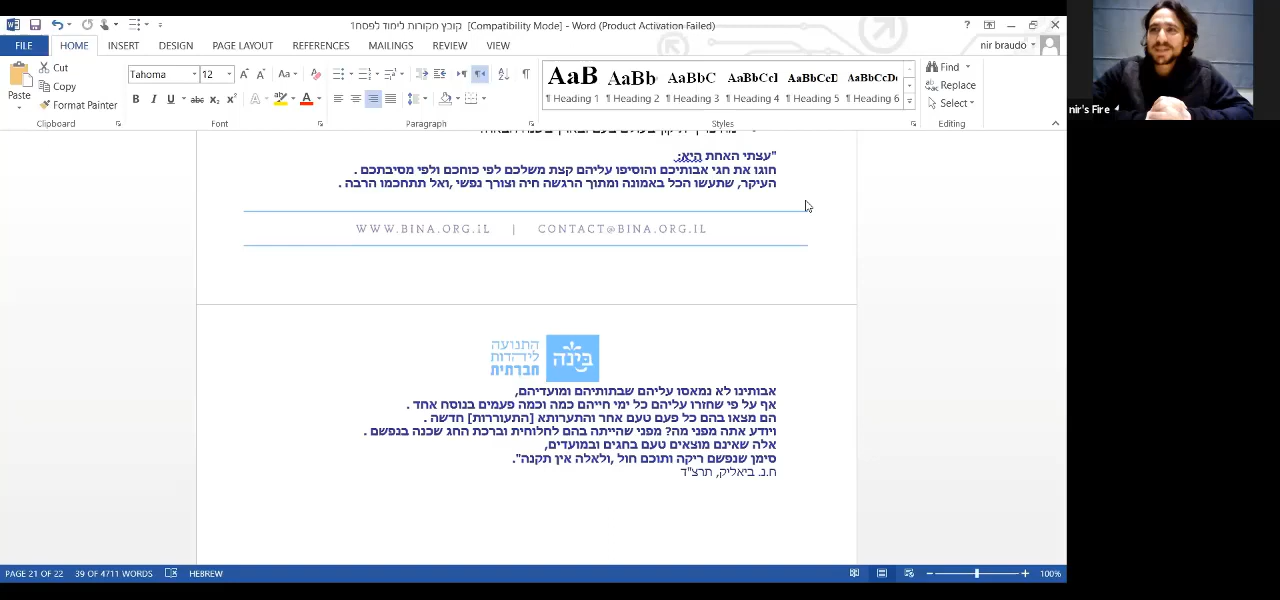 קובץ מקורות לימוד לפסח1 [Compatibility Mode] - Word (Product Activation Failed)
FILE HOME INSERT DESIGN PAGE LAYOUT REFERENCES MAILINGS REVIEW VIEW
nir braudo
Paste
Cut
Copy
Format Painter
Clipboard
Tahoma 12
Font
Paragraph
AaB AaBb AaBbC AaBbCcI AaBbCcD AaBbCcDc
¶ Heading 1 ¶ Heading 2 ¶ Heading 3 ¶ Heading 4 ¶ Heading 5 ¶ Heading 6
Styles
Find
Replace
Select
Editing
nir's Fire
"עצתי האחת היא:
חוגו את חגי אבותיכם והוסיפו עליהם קצת משלכם לפי כוחכם ולפי מסיבתכם .
העיקר, שתעשו הכל באמונה ומתוך הרגשה חיה וצורך נפשי ,ואל תתחכמו הרבה .
WWW.BINA.ORG.IL | CONTACT@BINA.ORG.IL
בינה
התנועה
ליהדות
חברתית
אבותינו לא נמאסו עליהם שבתותיהם ומועדיהם,
אף על פי שחזרו עליהם כל ימי חייהם כמה וכמה פעמים בנוסח אחד .
הם מצאו בהם כל פעם טעם אחר והתערותא [התעוררות] חדשה .
ויודע אתה מפני מה? מפני שהייתה בהם לחלוחית וברכת החג שכנה בנפשם .
אלה שאינם מוצאים טעם בחגים ובמועדים,
סימן שנפשם ריקה ותוכם חול ,ולאלה אין תקנה".
ח.נ. ביאליק, תרצ"ד
PAGE 21 OF 22 39 OF 4711 WORDS HEBREW
100%